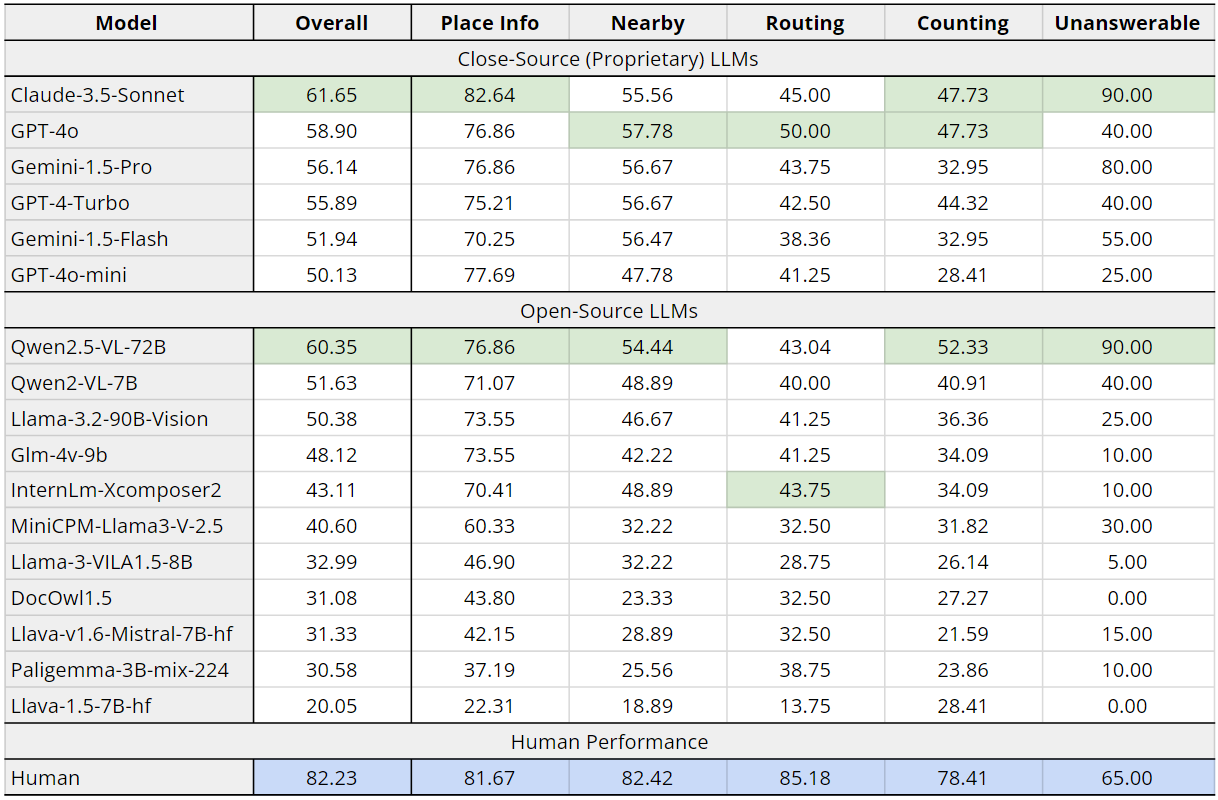 Model Overall Place Info Nearby Routing Counting Unanswerable
Close-Source (Proprietary) LLMs
Claude-3.5-Sonnet 61.65 82.64 55.56 45.00 47.73 90.00
GPT-4o 58.90 76.86 57.78 50.00 47.73 40.00
Gemini-1.5-Pro 56.14 76.86 56.67 43.75 32.95 80.00
GPT-4-Turbo 55.89 75.21 56.67 42.50 44.32 40.00
Gemini-1.5-Flash 51.94 70.25 56.47 38.36 32.95 55.00
GPT-4o-mini 50.13 77.69 47.78 41.25 28.41 25.00
Open-Source LLMs
Qwen2.5-VL-72B 60.35 76.86 54.44 43.04 52.33 90.00
Qwen2-VL-7B 51.63 71.07 48.89 40.00 40.91 40.00
Llama-3.2-90B-Vision 50.38 73.55 46.67 41.25 36.36 25.00
Glm-4v-9b 48.12 73.55 42.22 41.25 34.09 10.00
InternLm-Xcomposer2 43.11 70.41 48.89 43.75 34.09 10.00
MiniCPM-Llama3-V-2.5 40.60 60.33 32.22 32.50 31.82 30.00
Llama-3-VILA1.5-8B 32.99 46.90 32.22 28.75 26.14 5.00
DocOwl1.5 31.08 43.80 23.33 32.50 27.27 0.00
Llava-v1.6-Mistral-7B-hf 31.33 42.15 28.89 32.50 21.59 15.00
Paligemma-3B-mix-224 30.58 37.19 25.56 38.75 23.86 10.00
Llava-1.5-7B-hf 20.05 22.31 18.89 13.75 28.41 0.00
Human Performance
Human 82.23 81.67 82.42 85.18 78.41 65.00